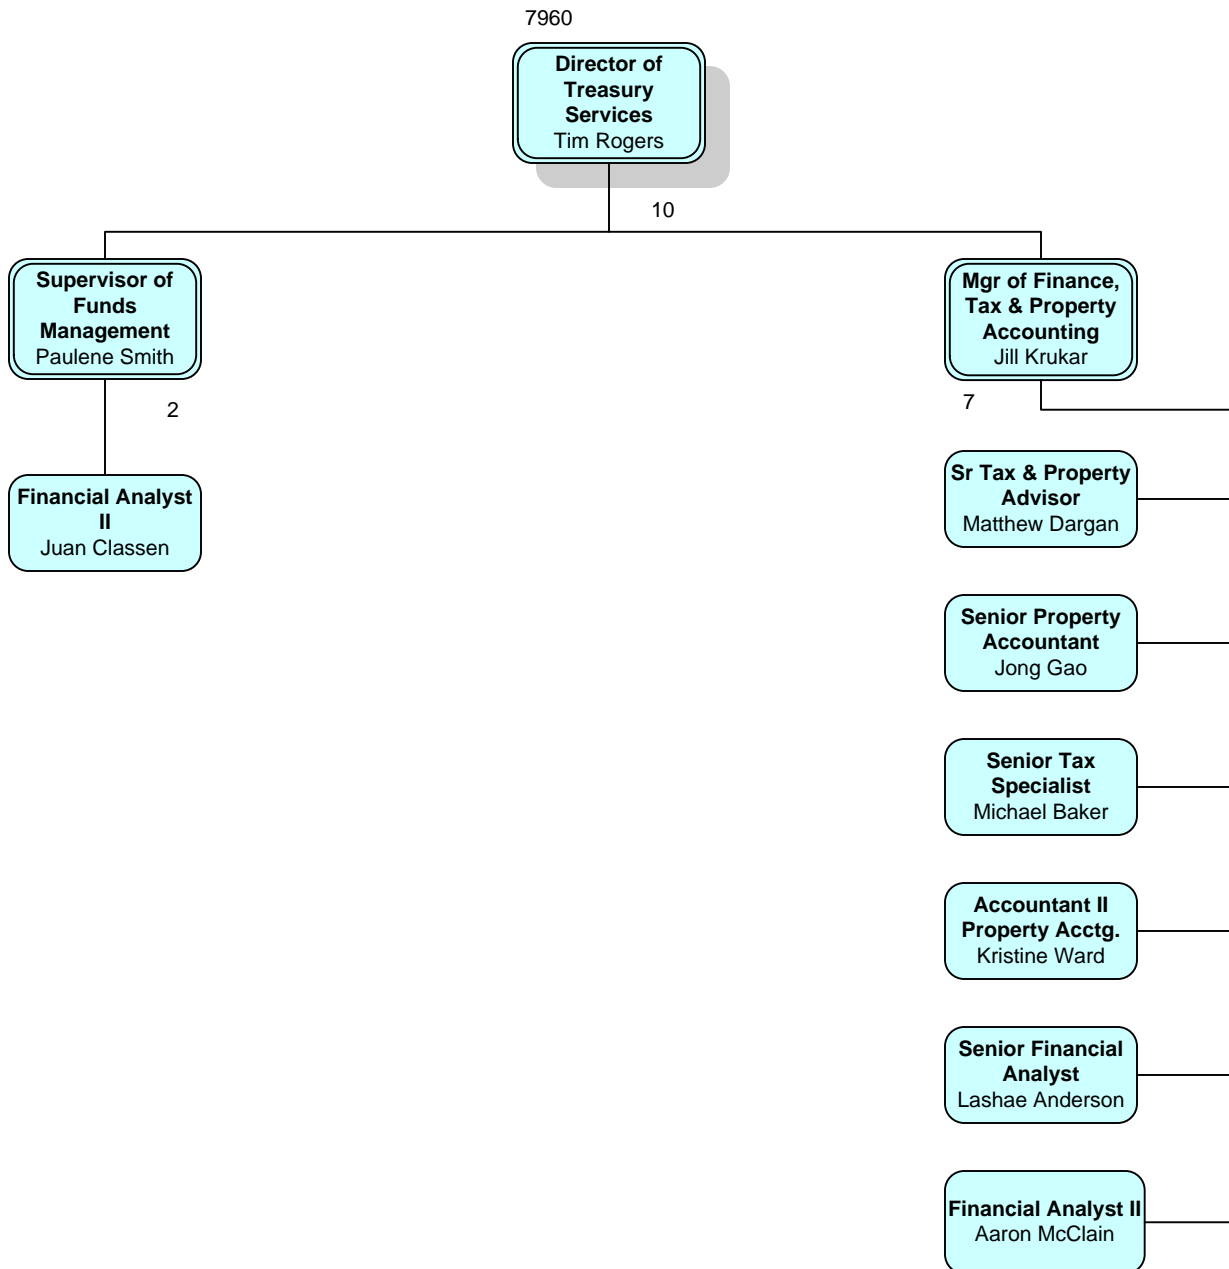 7960
Director of
Treasury
Services
Tim Rogers
10
Supervisor of
Funds
Management
Paulene Smith
2
Financial Analyst
II
Juan Classen
Mgr of Finance,
Tax & Property
Accounting
Jill Krukar
7
Sr Tax & Property
Advisor
Matthew Dargan
Senior Property
Accountant
Jong Gao
Senior Tax
Specialist
Michael Baker
Accountant II
Property Acctg.
Kristine Ward
Senior Financial
Analyst
Lashae Anderson
Financial Analyst II
Aaron McClain